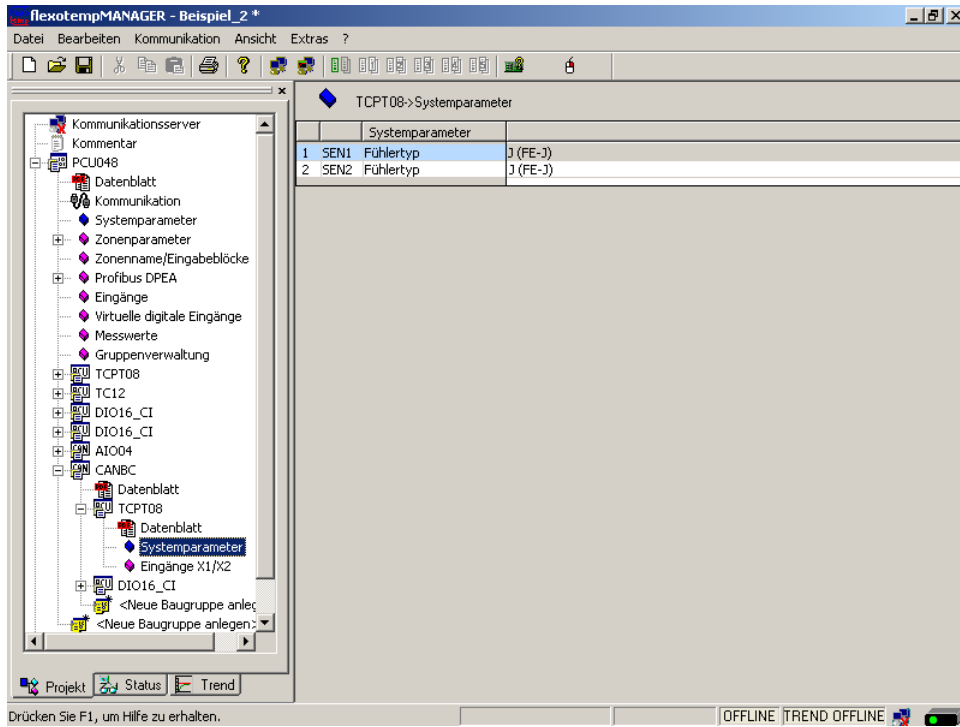 flexotempMANAGER - Beispiel_2 *
Datei Bearbeiten Kommunikation Ansicht Extras ?
TCPT08->Systemparameter
Systemparameter
1 SEN1 Fühlertyp J (FE-J)
2 SEN2 Fühlertyp J (FE-J)
Kommunikationsserver
Kommentar
PCU048
Datenblatt
Kommunikation
Systemparameter
Zonenparameter
Zonenname/Eingabeblöcke
Profibus DPEA
Eingänge
Virtuelle digitale Eingänge
Messwerte
Gruppenverwaltung
TCPT08
TC12
DIO16_CI
DIO16_CI
AIO04
CANBC
Datenblatt
TCPT08
Datenblatt
Systemparameter
Eingänge X1/X2
DIO16_CI
<Neue Baugruppe anleg
<Neue Baugruppe anlegen>
Projekt Status Trend
Drücken Sie F1, um Hilfe zu erhalten. OFFLINE TREND OFFLINE